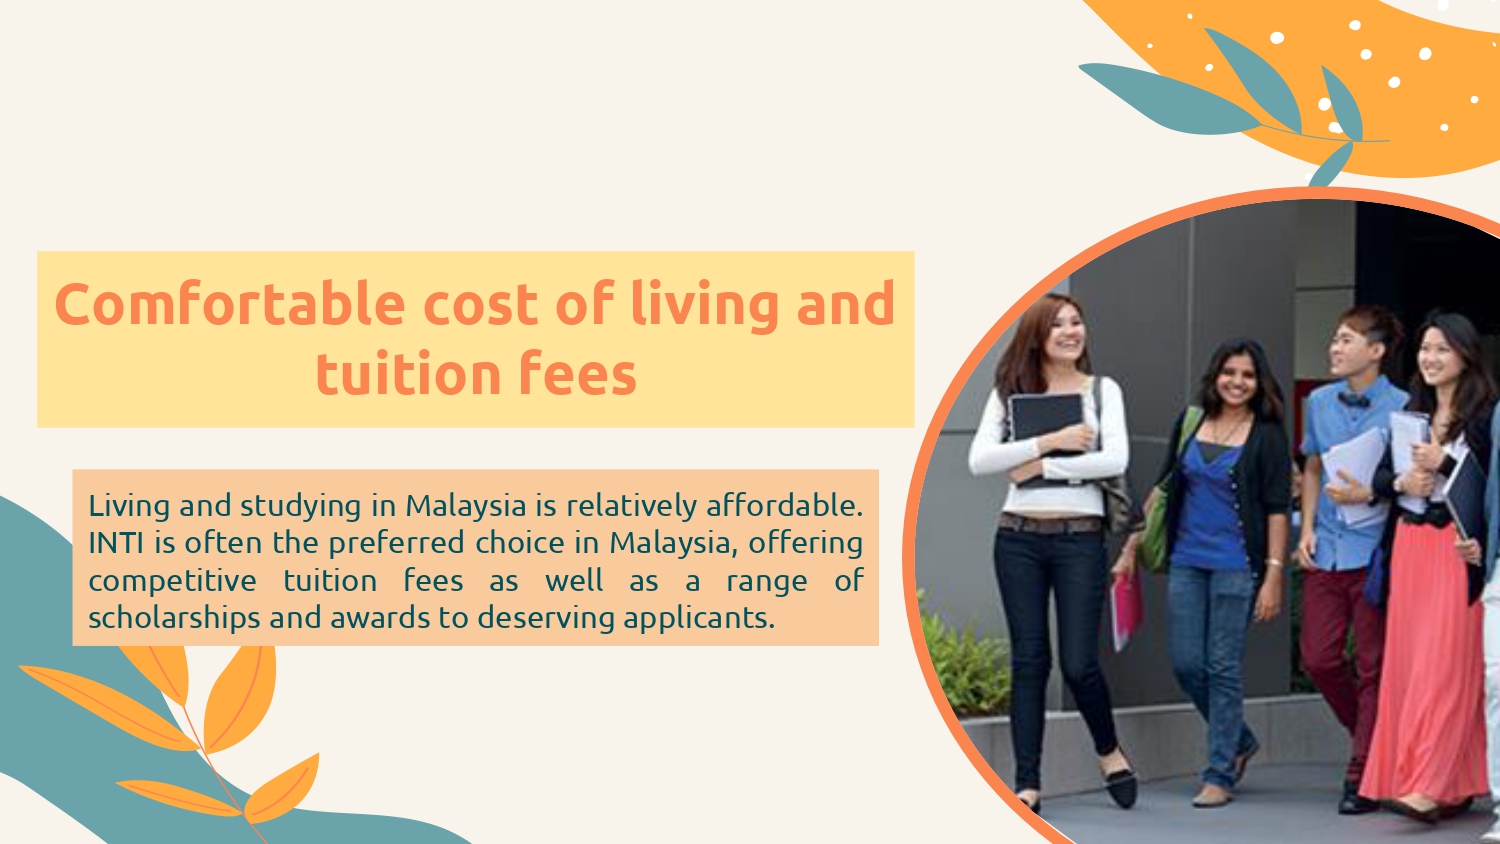 Comfortable cost of living and
tuition fees
Living and studying in Malaysia is relatively affordable.
INTI is often the preferred choice in Malaysia, offering
competitive tuition fees as well as a range of
scholarships and awards to deserving applicants.